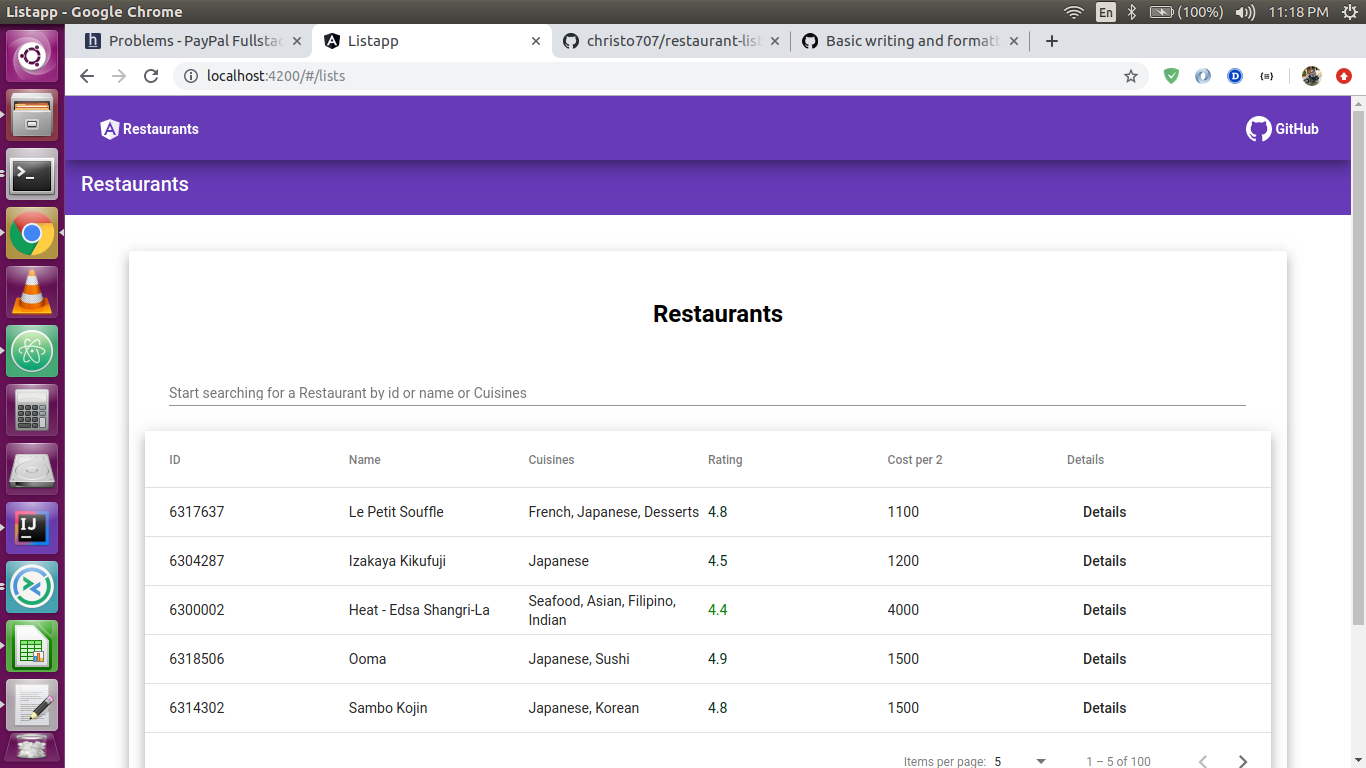 Listapp - Google Chrome
En
(100%)
11:18 PM
Problems - PayPal Fullstac
Listapp
christo707/restaurant-list
Basic writing and formatt
localhost:4200/#/lists
Restaurants
GitHub
Restaurants
Restaurants
Start searching for a Restaurant by id or name or Cuisines
ID Name Cuisines Rating Cost per 2 Details
6317637 Le Petit Souffle French, Japanese, Desserts 4.8 1100 Details
6304287 Izakaya Kikufuji Japanese 4.5 1200 Details
6300002 Heat - Edsa Shangri-La Seafood, Asian, Filipino, 4.4 4000 Details
Indian
6318506 Ooma Japanese, Sushi 4.9 1500 Details
6314302 Sambo Kojin Japanese, Korean 4.8 1500 Details
Items per page: 5 1 – 5 of 100
IJ